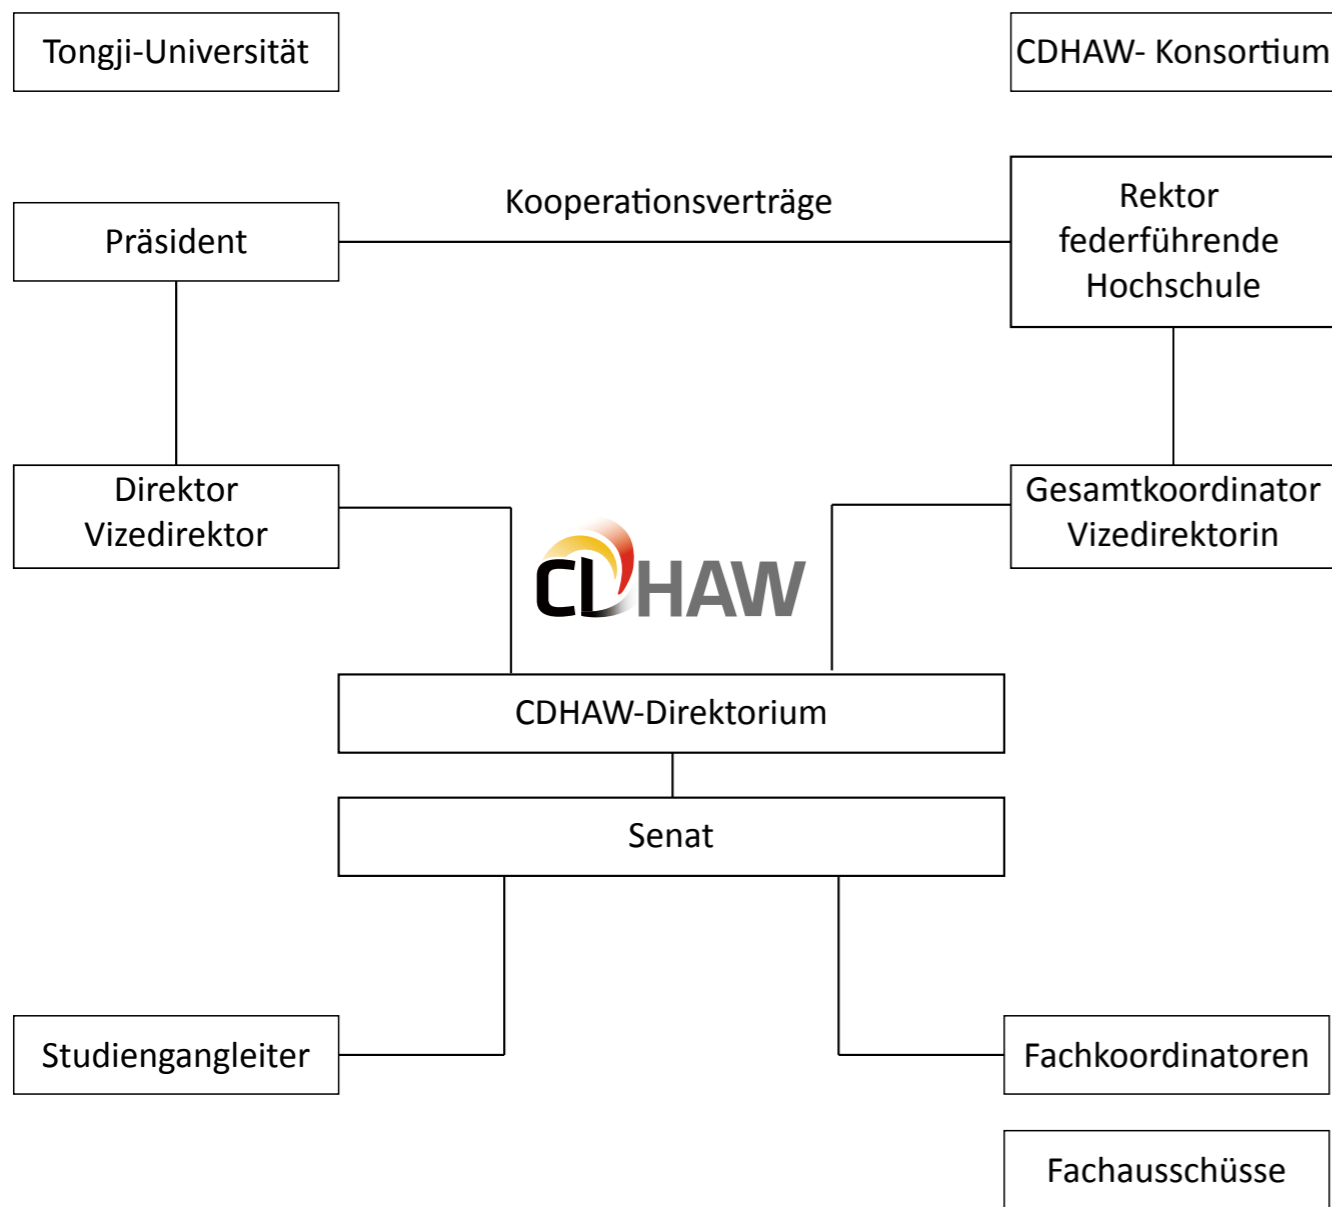 Tongji-Universität
CDHAW- Konsortium
Kooperationsverträge
Präsident
Rektor
federführende
Hochschule
Direktor
Vizedirektor
Gesamtkoordinator
Vizedirektorin
CDHAW
CDHAW-Direktorium
Senat
Studiengangleiter
Fachkoordinatoren
Fachausschüsse